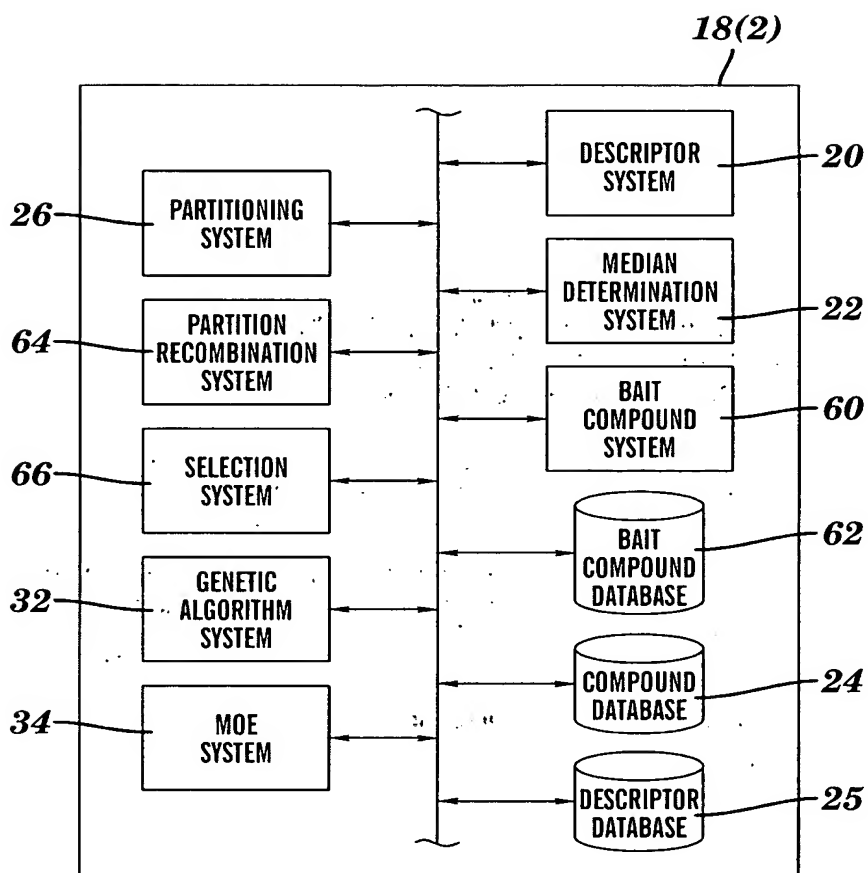 18(2)
DESCRIPTOR
SYSTEM
20
26
PARTITIONING
SYSTEM
MEDIAN
DETERMINATION
SYSTEM
22
64
PARTITION
RECOMBINATION
SYSTEM
BAIT
COMPOUND
SYSTEM
60
66
SELECTION
SYSTEM
BAIT
COMPOUND
DATABASE
62
32
GENETIC
ALGORITHM
SYSTEM
COMPOUND
DATABASE
24
34
MOE
SYSTEM
DESCRIPTOR
DATABASE
25